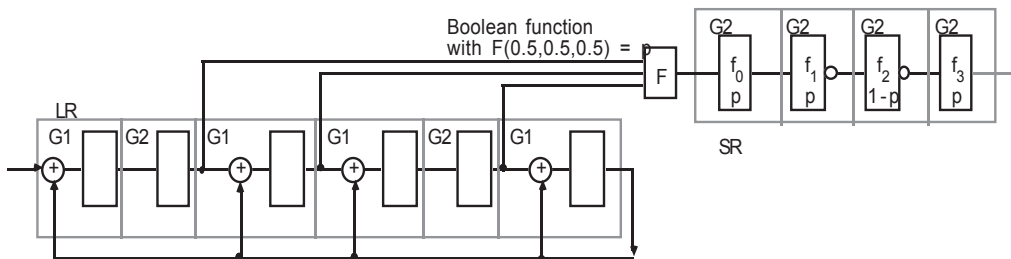 Boolean function
with F(0.5,0.5,0.5) = p
G2 G2 G2 G2
F
f0 f1 f2 f3
p p 1-p p
SR
LR
G1 G2 G1 G1 G2 G1
+ + + +